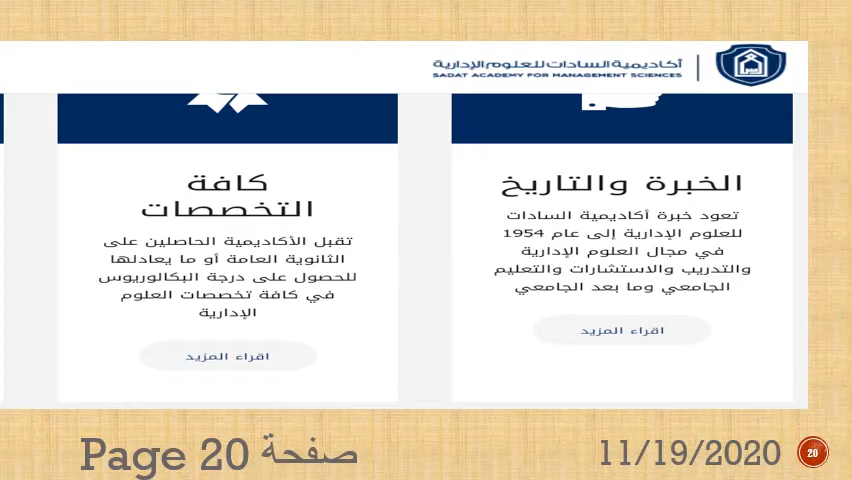 أكاديمية السادات للعلوم الإدارية
SADAT ACADEMY FOR MANAGEMENT SCIENCES
الخبرة والتاريخ
تعود خبرة أكاديمية السادات
للعلوم الإدارية إلى عام 1954
في مجال العلوم الإدارية
والتدريب والاستشارات والتعليم
الجامعي وما بعد الجامعي
اقراء المزيد
كافة
التخصصات
تقبل الأكاديمية الحاصلين على
الثانوية العامة أو ما يعادلها
للحصول على درجة البكالوريوس
في كافة تخصصات العلوم
الإدارية
اقراء المزيد
Page 20 صفحة
11/19/2020
20